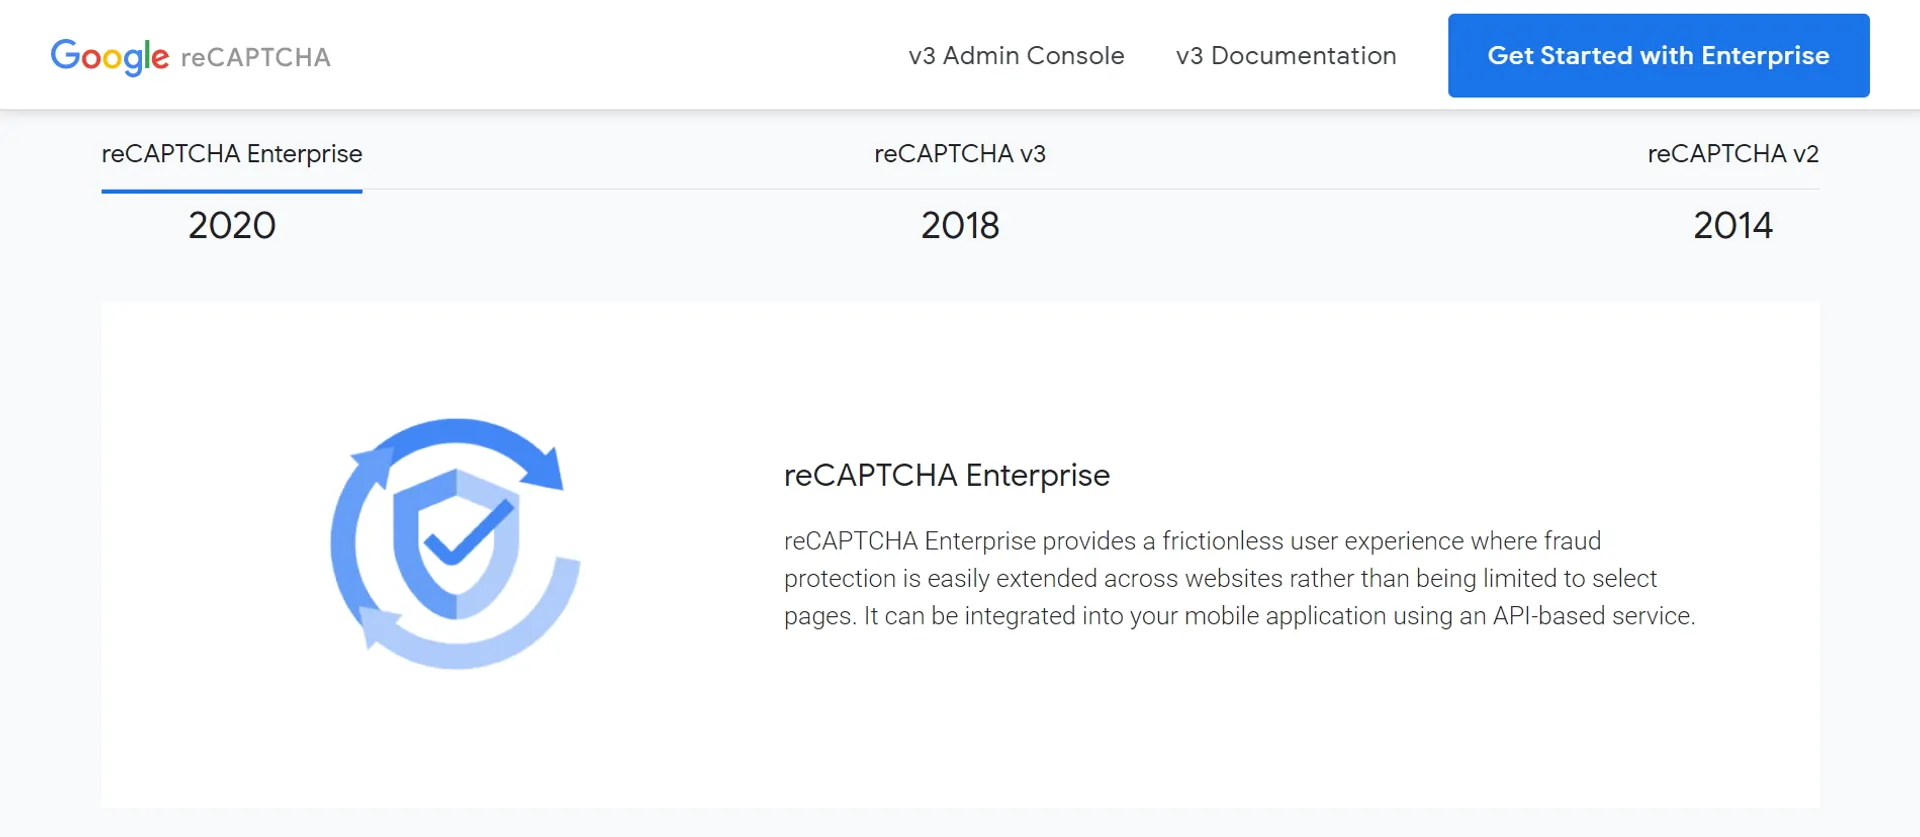 Google reCAPTCHA
v3 Admin Console
v3 Documentation
Get Started with Enterprise
reCAPTCHA Enterprise
2020
reCAPTCHA v3
2018
reCAPTCHA v2
2014
reCAPTCHA Enterprise
reCAPTCHA Enterprise provides a frictionless user experience where fraud
protection is easily extended across websites rather than being limited to select
pages. It can be integrated into your mobile application using an API-based service.